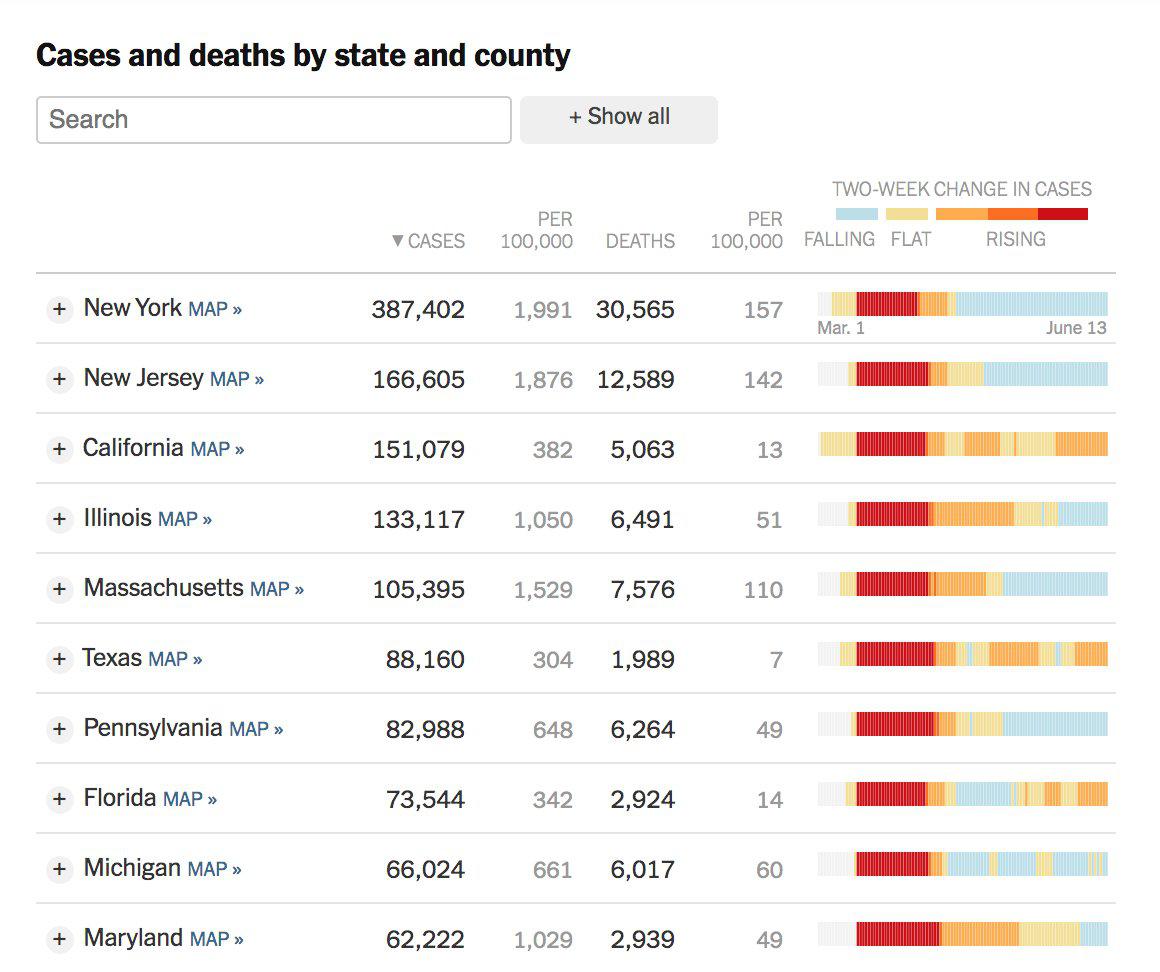 Cases and deaths by state and county
Search
+ Show all
TWO-WEEK CHANGE IN CASES
▼ CASES PER 100,000 DEATHS PER 100,000 FALLING FLAT RISING
+ New York MAP » 387,402 1,991 30,565 157
Mar. 1 June 13
+ New Jersey MAP » 166,605 1,876 12,589 142
+ California MAP » 151,079 382 5,063 13
+ Illinois MAP » 133,117 1,050 6,491 51
+ Massachusetts MAP » 105,395 1,529 7,576 110
+ Texas MAP » 88,160 304 1,989 7
+ Pennsylvania MAP » 82,988 648 6,264 49
+ Florida MAP » 73,544 342 2,924 14
+ Michigan MAP » 66,024 661 6,017 60
+ Maryland MAP » 62,222 1,029 2,939 49